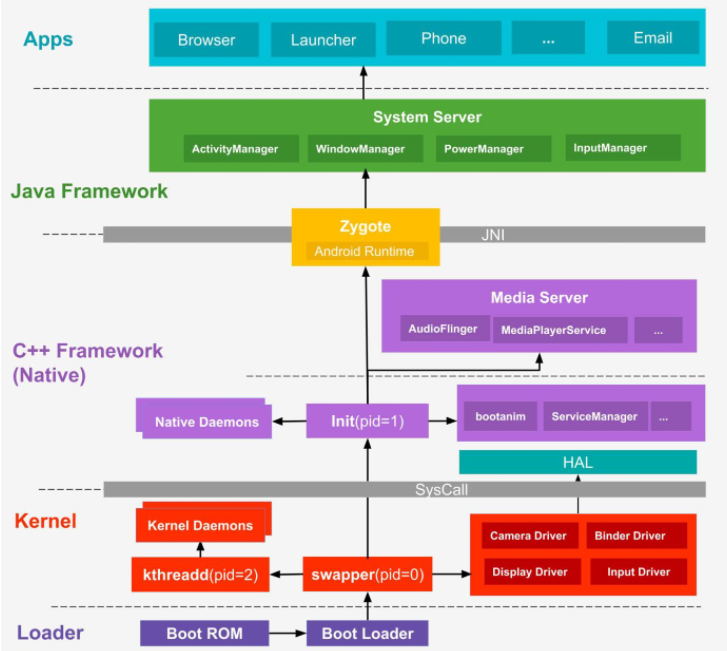 Apps
Browser
Launcher
Phone
...
Email
System Server
ActivityManager
WindowManager
PowerManager
InputManager
Java Framework
Zygote
Android Runtime
JNI
Media Server
AudioFlinger
MediaPlayerService
...
C++ Framework
(Native)
Native Daemons
Init(pid=1)
bootanim
ServiceManager
...
HAL
SysCall
Kernel
Kernel Daemons
Camera Driver
Binder Driver
kthreadd(pid=2)
swapper(pid=0)
Display Driver
Input Driver
Loader
Boot ROM
Boot Loader